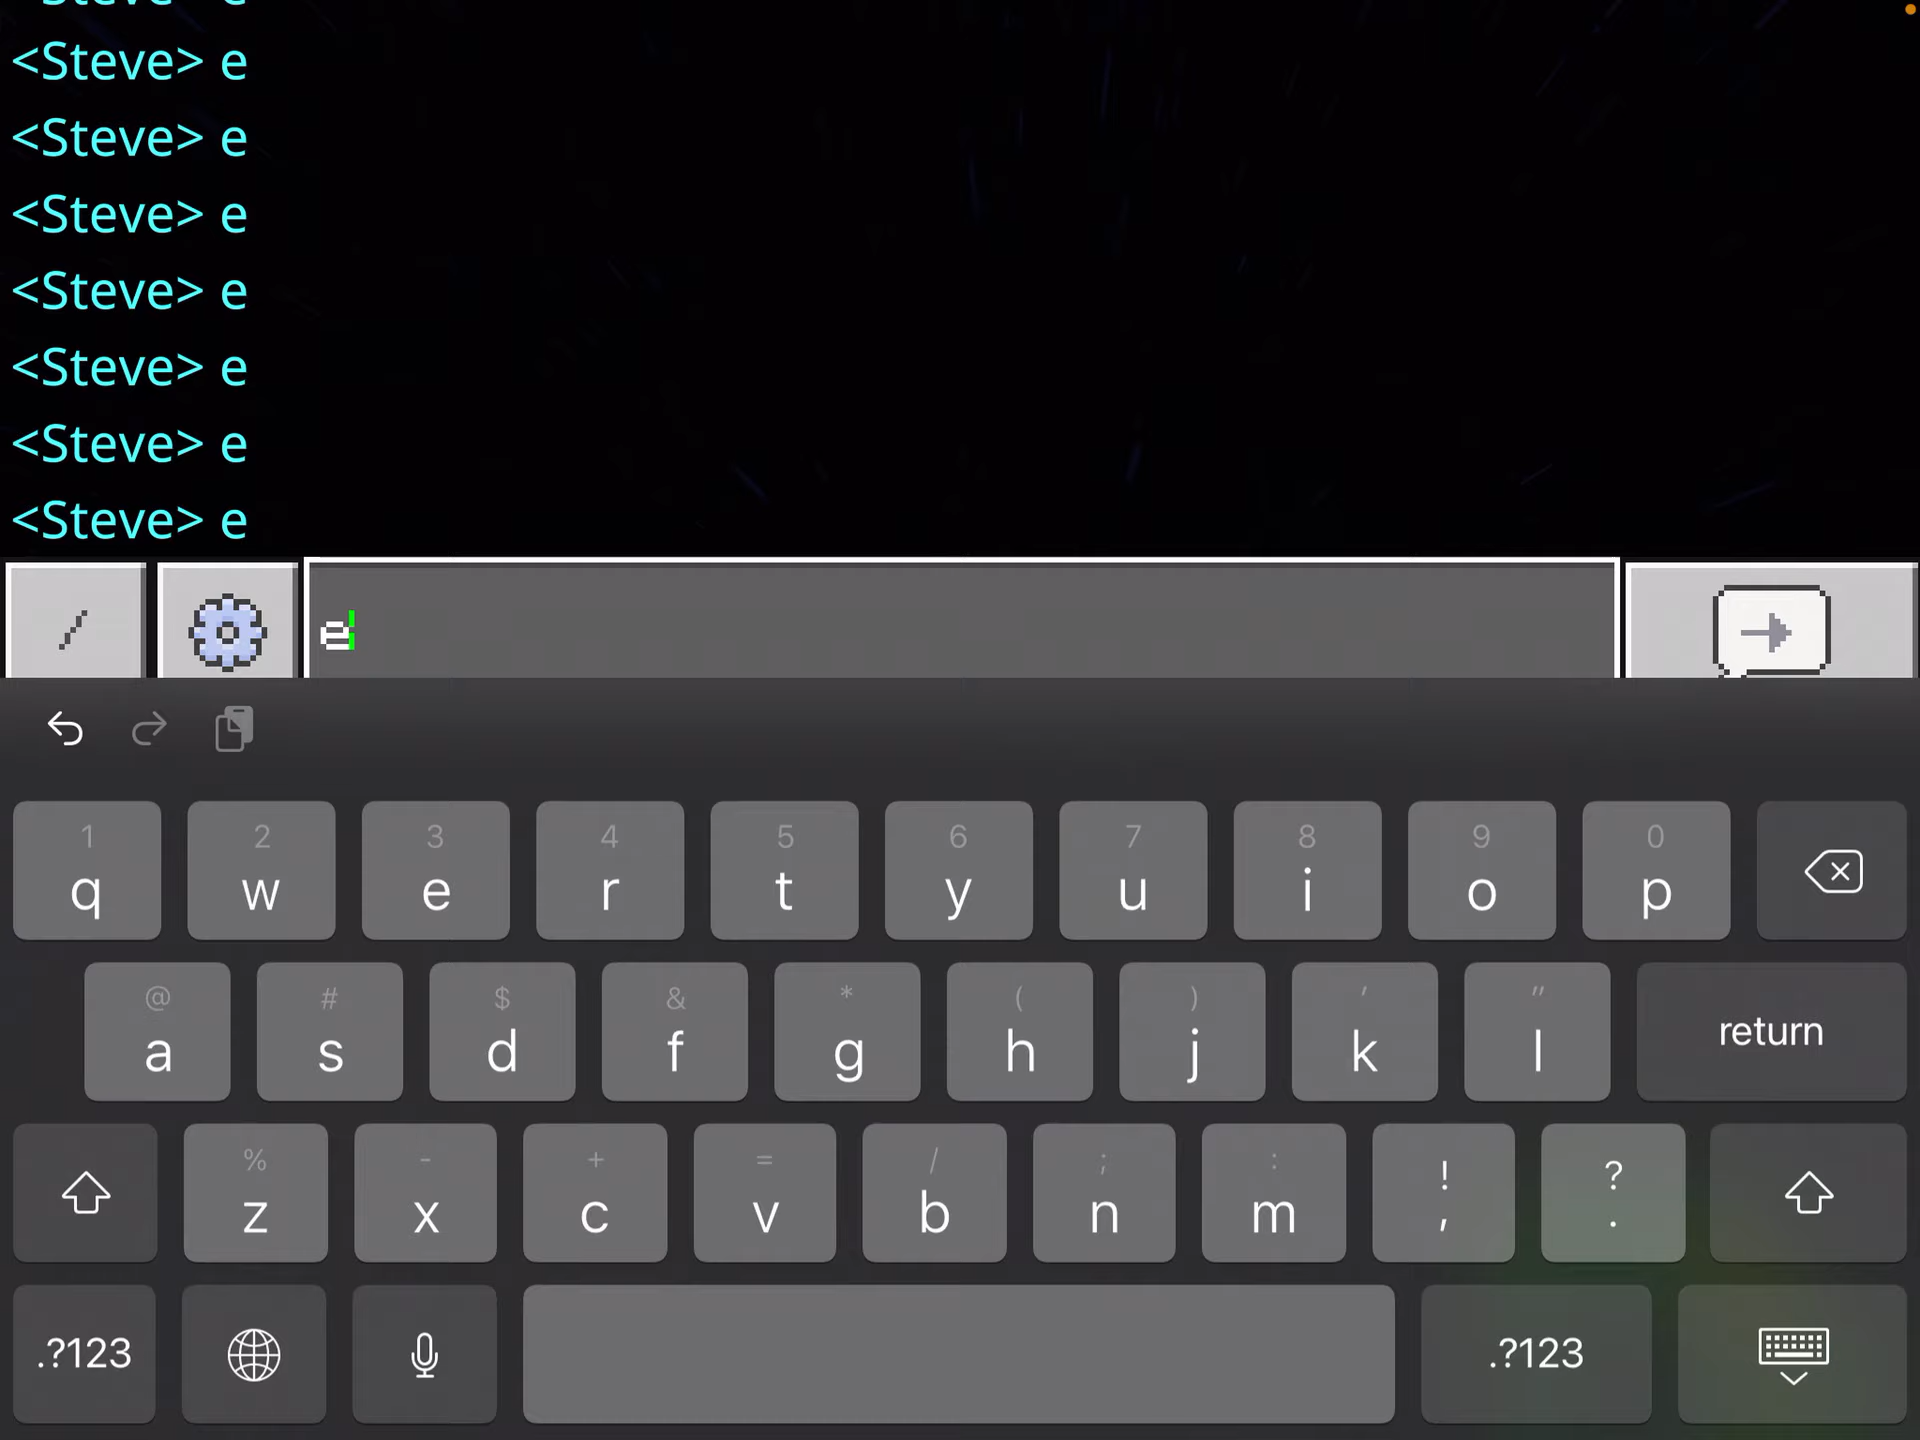 <Steve> e
<Steve> e
<Steve> e
<Steve> e
<Steve> e
<Steve> e
<Steve> e
/
e
1 2 3 4 5 6 7 8 9 0
q w e r t y u i o p
@ # $ & * ( ) ' "
a s d f g h j k l return
% - + = / ; : ! ?
z x c v b n m , .
.?123 .?123